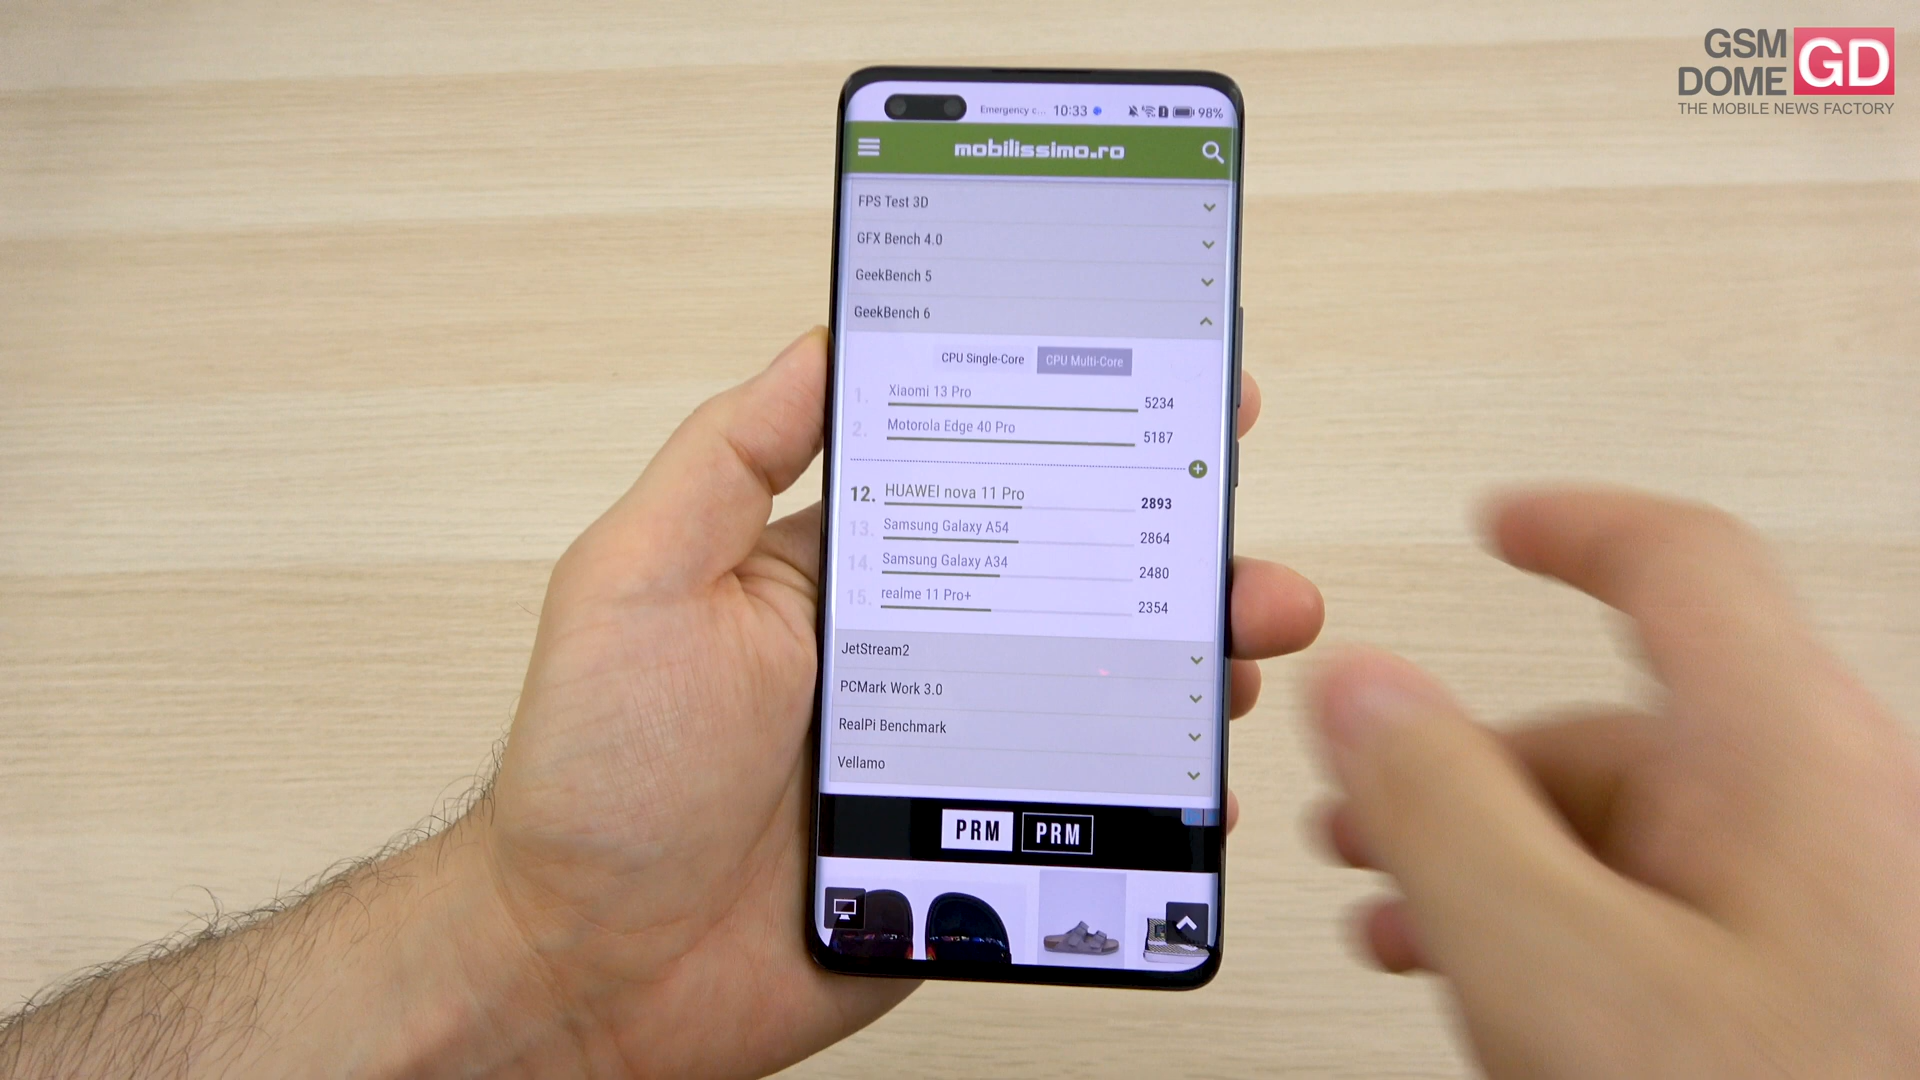 GSM
DOME
GD
THE MOBILE NEWS FACTORY
Emergency c... 10:33 98%
mobilissimo.ro
FPS Test 3D
GFX Bench 4.0
GeekBench 5
GeekBench 6
CPU Single-Core CPU Multi-Core
1. Xiaomi 13 Pro 5234
2. Motorola Edge 40 Pro 5187
12. HUAWEI nova 11 Pro 2893
13. Samsung Galaxy A54 2864
14. Samsung Galaxy A34 2480
15. realme 11 Pro+ 2354
JetStream2
PCMark Work 3.0
RealPi Benchmark
Vellamo
PRM PRM